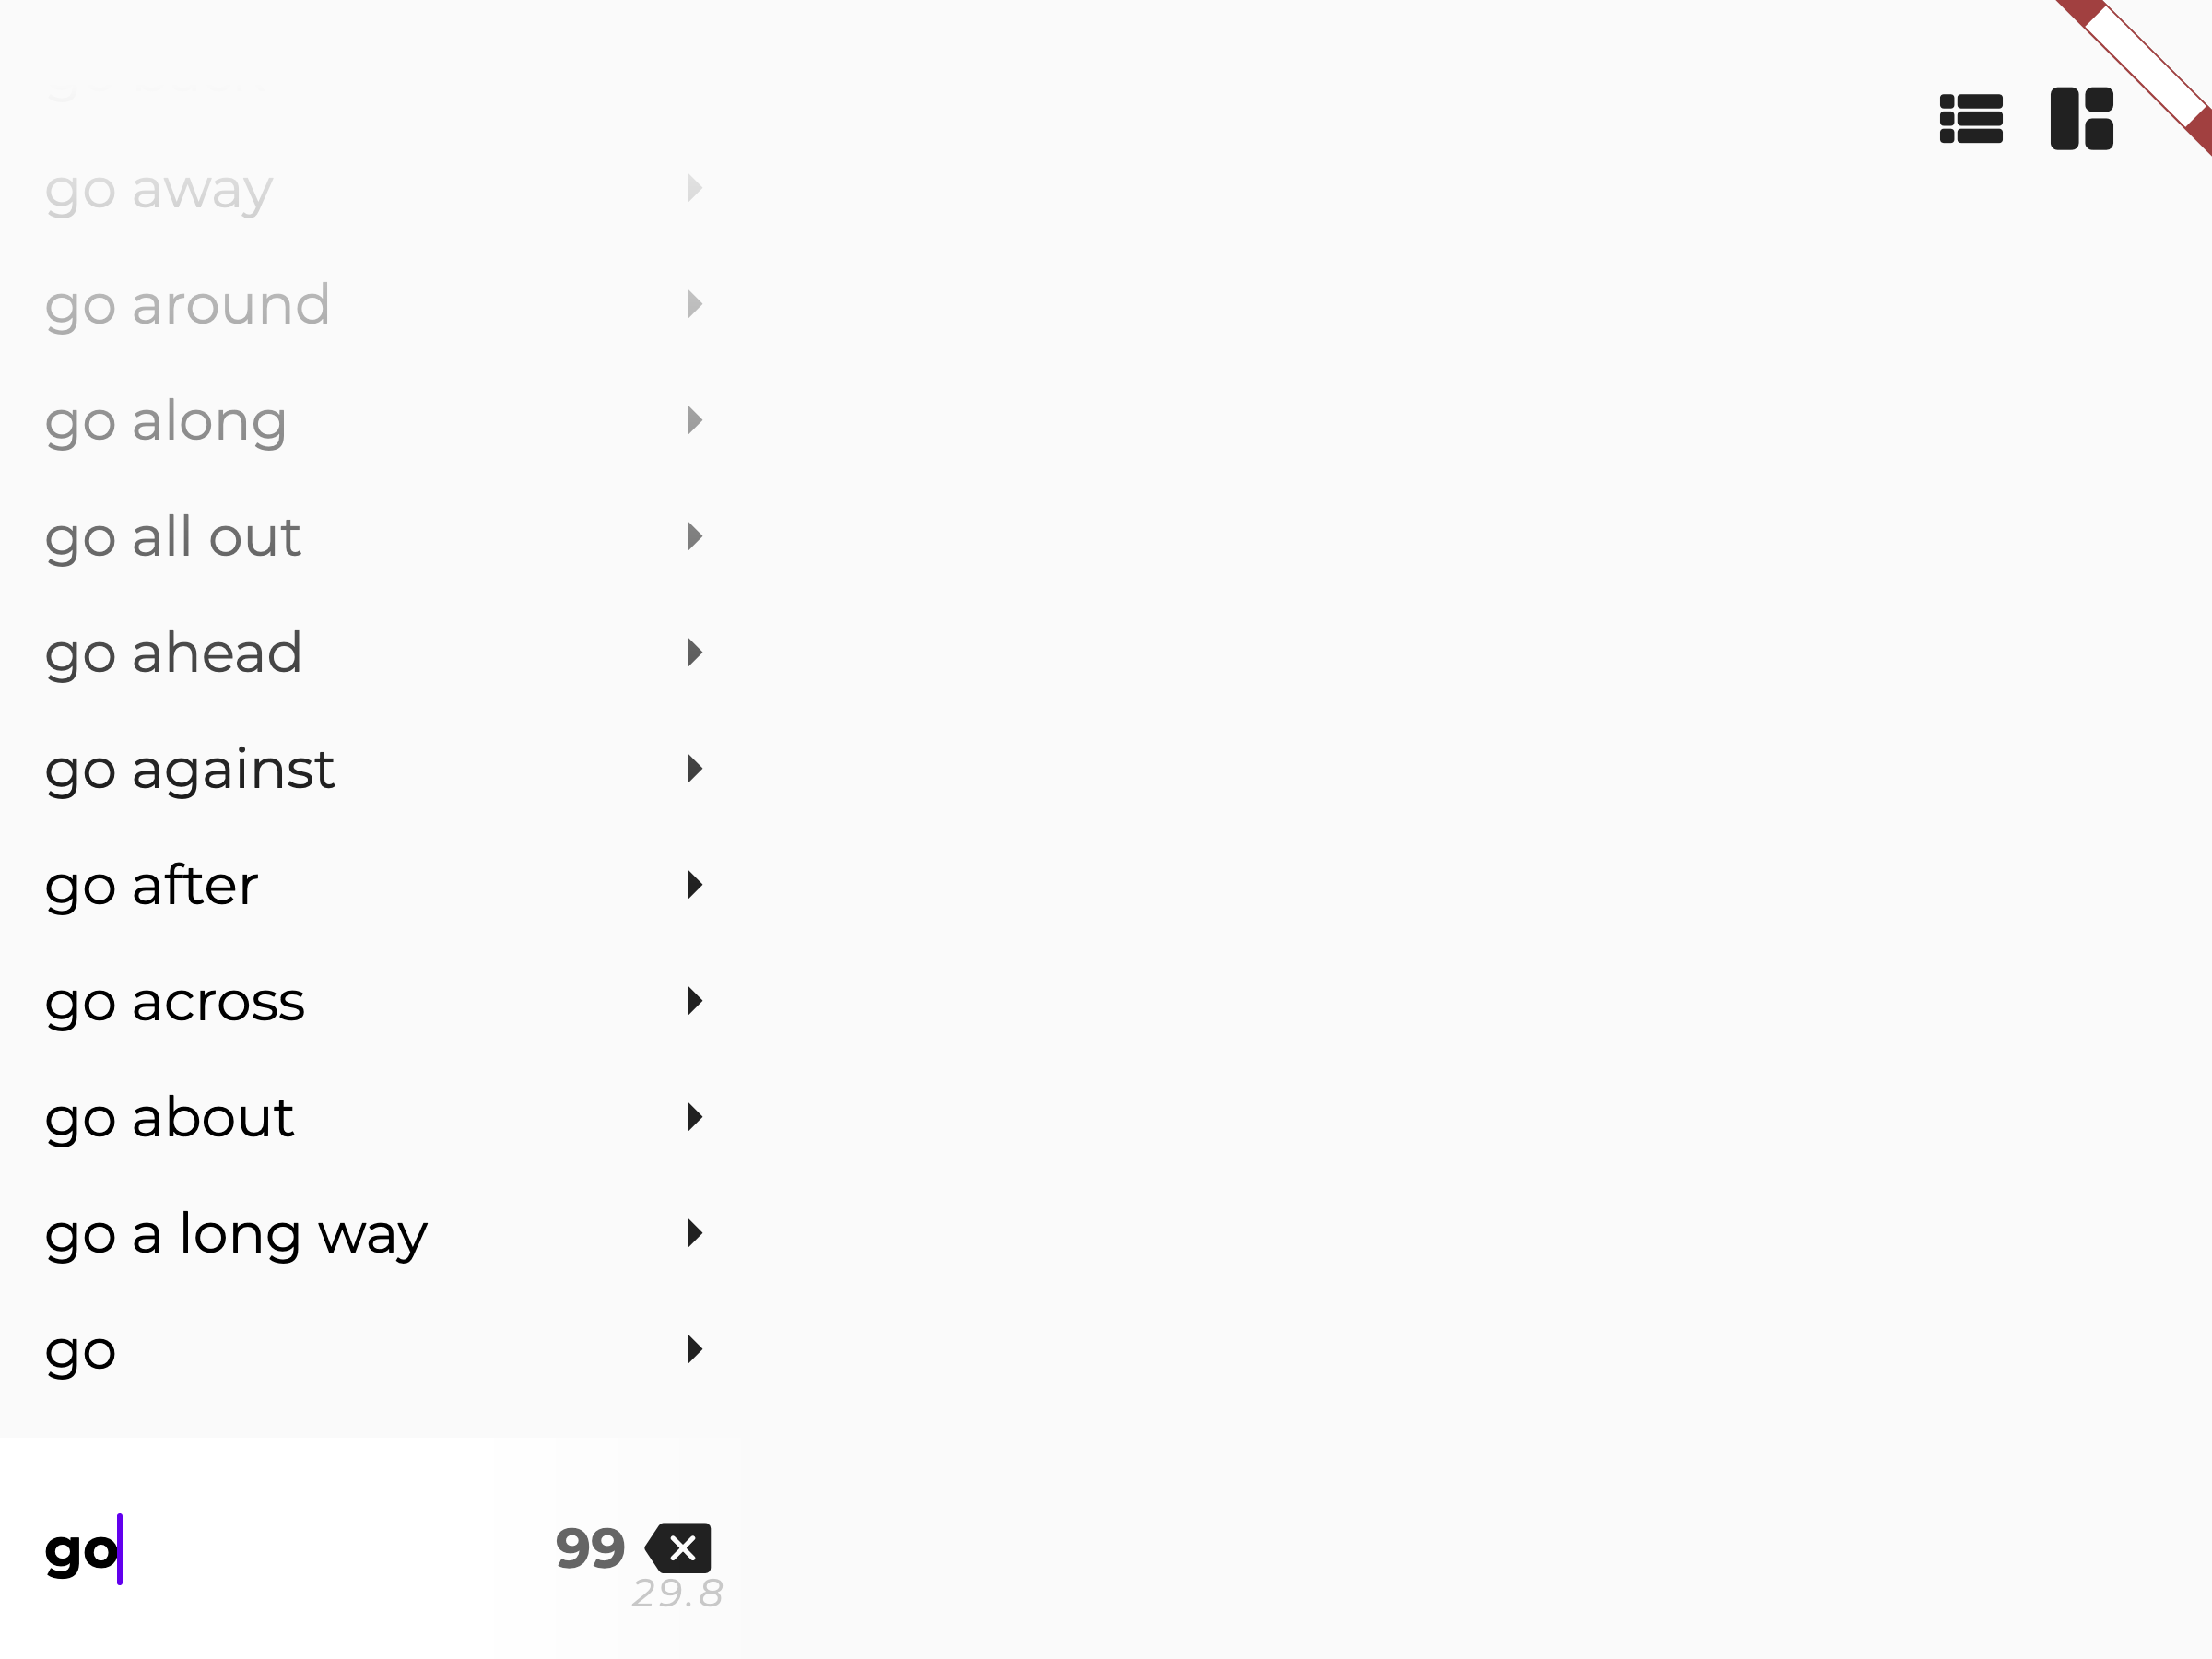 go away
go around
go along
go all out
go ahead
go against
go after
go across
go about
go a long way
go
go
99
29.8